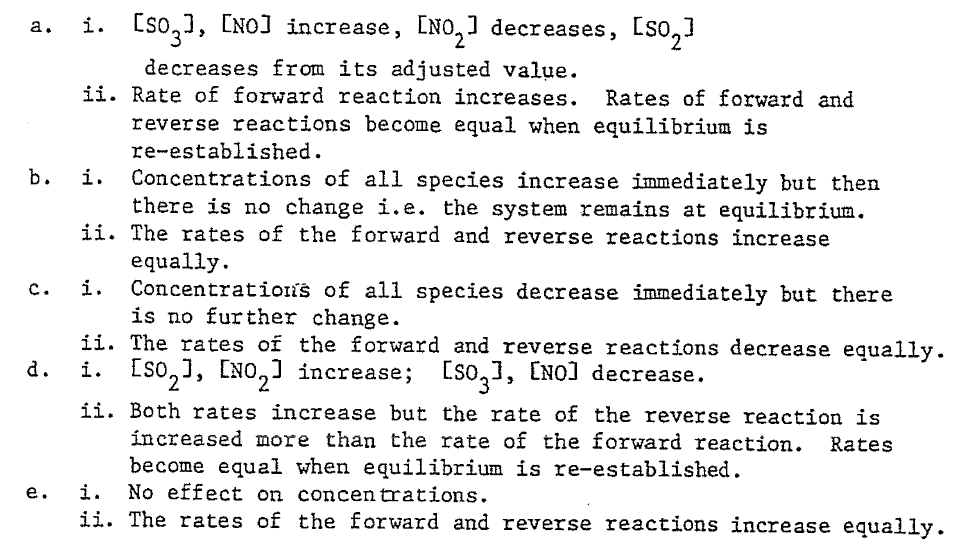 a. i. [SO3], [NO] increase, [NO2] decreases, [SO2]
decreases from its adjusted value.
ii. Rate of forward reaction increases. Rates of forward and
reverse reactions become equal when equilibrium is
re-established.
b. i. Concentrations of all species increase immediately but then
there is no change i.e. the system remains at equilibrium.
ii. The rates of the forward and reverse reactions increase
equally.
c. i. Concentrations of all species decrease immediately but there
is no further change.
ii. The rates of the forward and reverse reactions decrease equally.
d. i. [SO2], [NO2] increase; [SO3], [NO] decrease.
ii. Both rates increase but the rate of the reverse reaction is
increased more than the rate of the forward reaction. Rates
become equal when equilibrium is re-established.
e. i. No effect on concentrations.
ii. The rates of the forward and reverse reactions increase equally.